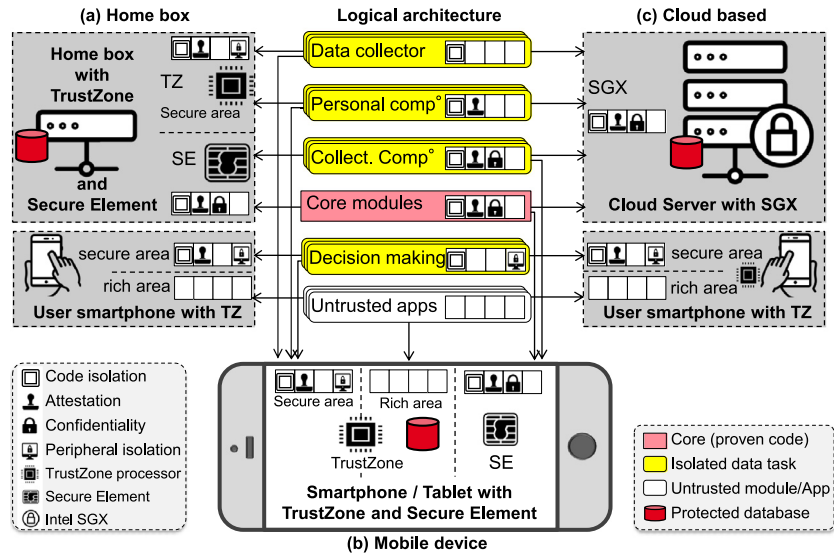 (a) Home box
Logical architecture
(c) Cloud based
Home box
with
TrustZone
TZ
Secure area
SE
and
Secure Element
Data collector
Personal comp°
Collect. Comp°
Core modules
Decision making
Untrusted apps
SGX
Cloud Server with SGX
secure area
rich area
User smartphone with TZ
secure area
rich area
User smartphone with TZ
Code isolation
Attestation
Confidentiality
Peripheral isolation
TrustZone processor
Secure Element
Intel SGX
Secure area
Rich area
TrustZone
SE
Smartphone / Tablet with
TrustZone and Secure Element
(b) Mobile device
Core (proven code)
Isolated data task
Untrusted module/App
Protected database